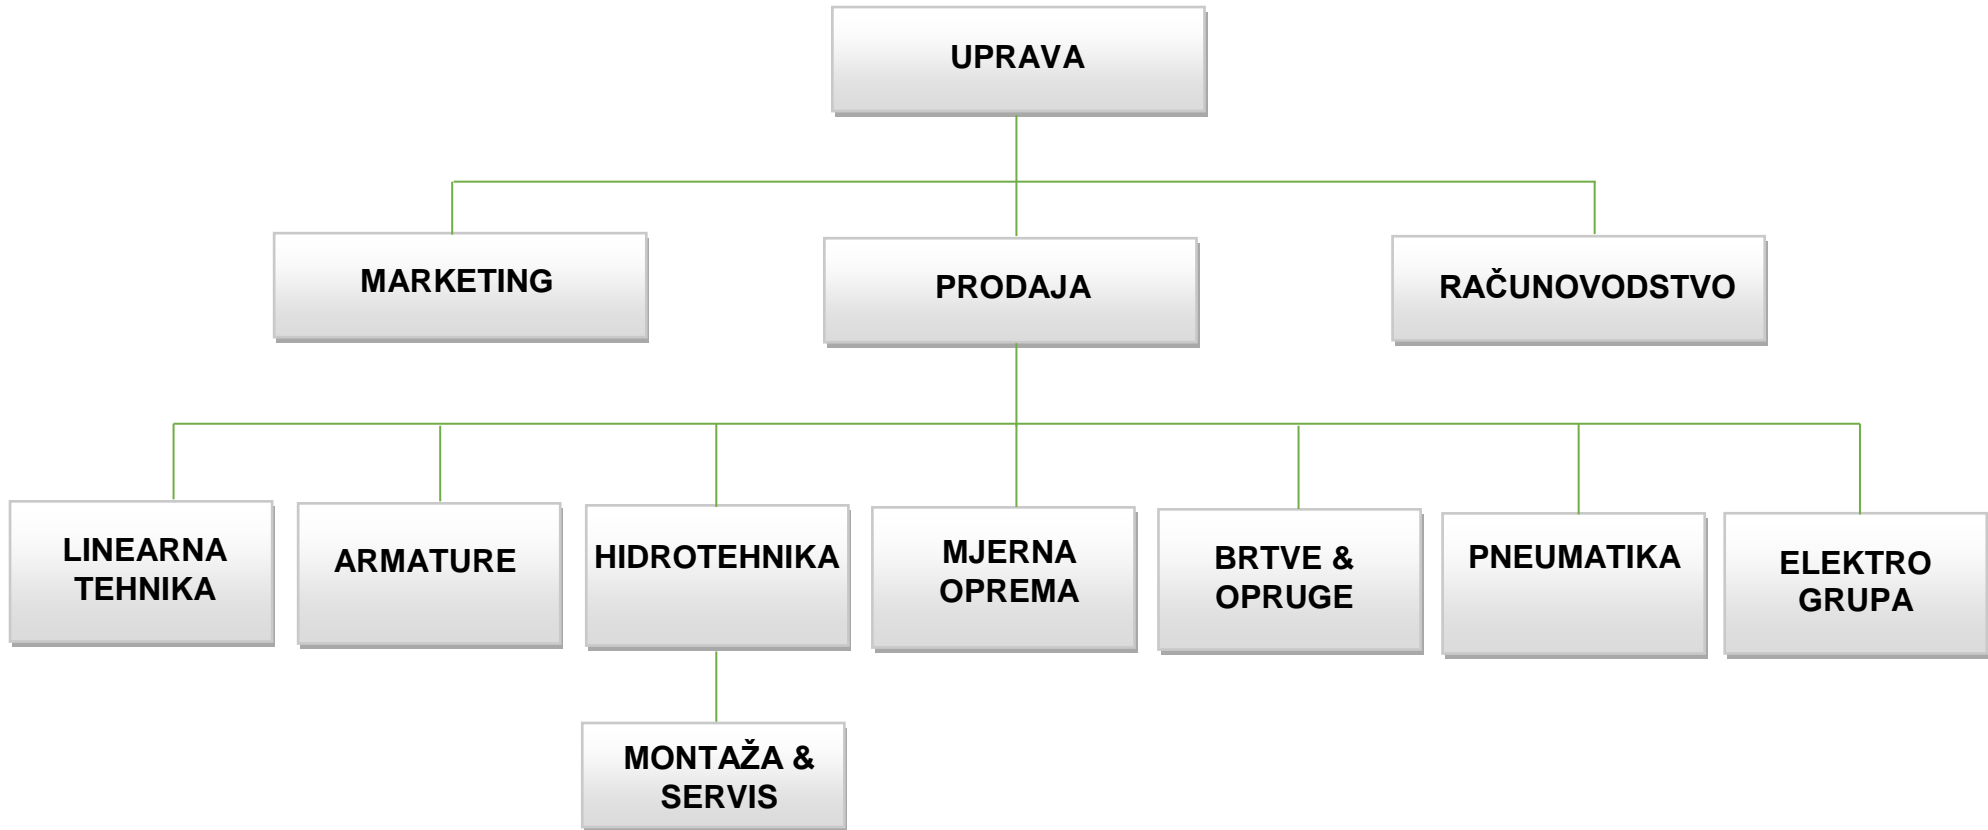 UPRAVA
MARKETING
PRODAJA
RAČUNOVODSTVO
LINEARNA
TEHNIKA
ARMATURE
HIDROTEHNIKA
MJERNA
OPREMA
BRTVE &
OPRUGE
PNEUMATIKA
ELEKTRO
GRUPA
MONTAŽA &
SERVIS